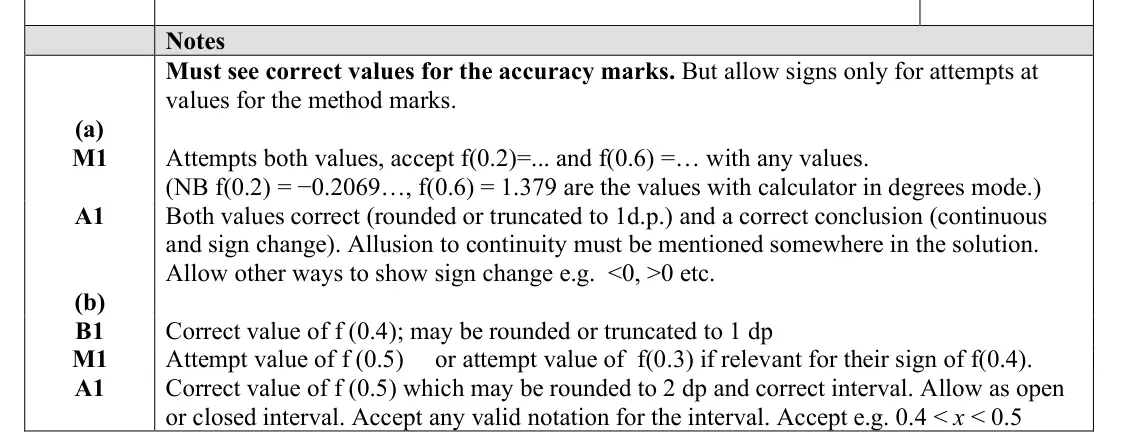 Notes
Must see correct values for the accuracy marks. But allow signs only for attempts at
values for the method marks.
(a)
M1 Attempts both values, accept f(0.2)=... and f(0.6) =… with any values.
(NB f(0.2) = −0.2069…, f(0.6) = 1.379 are the values with calculator in degrees mode.)
A1 Both values correct (rounded or truncated to 1d.p.) and a correct conclusion (continuous
and sign change). Allusion to continuity must be mentioned somewhere in the solution.
Allow other ways to show sign change e.g. <0, >0 etc.
(b)
B1 Correct value of f (0.4); may be rounded or truncated to 1 dp
M1 Attempt value of f (0.5) or attempt value of f(0.3) if relevant for their sign of f(0.4).
A1 Correct value of f (0.5) which may be rounded to 2 dp and correct interval. Allow as open
or closed interval. Accept any valid notation for the interval. Accept e.g. 0.4 < x < 0.5